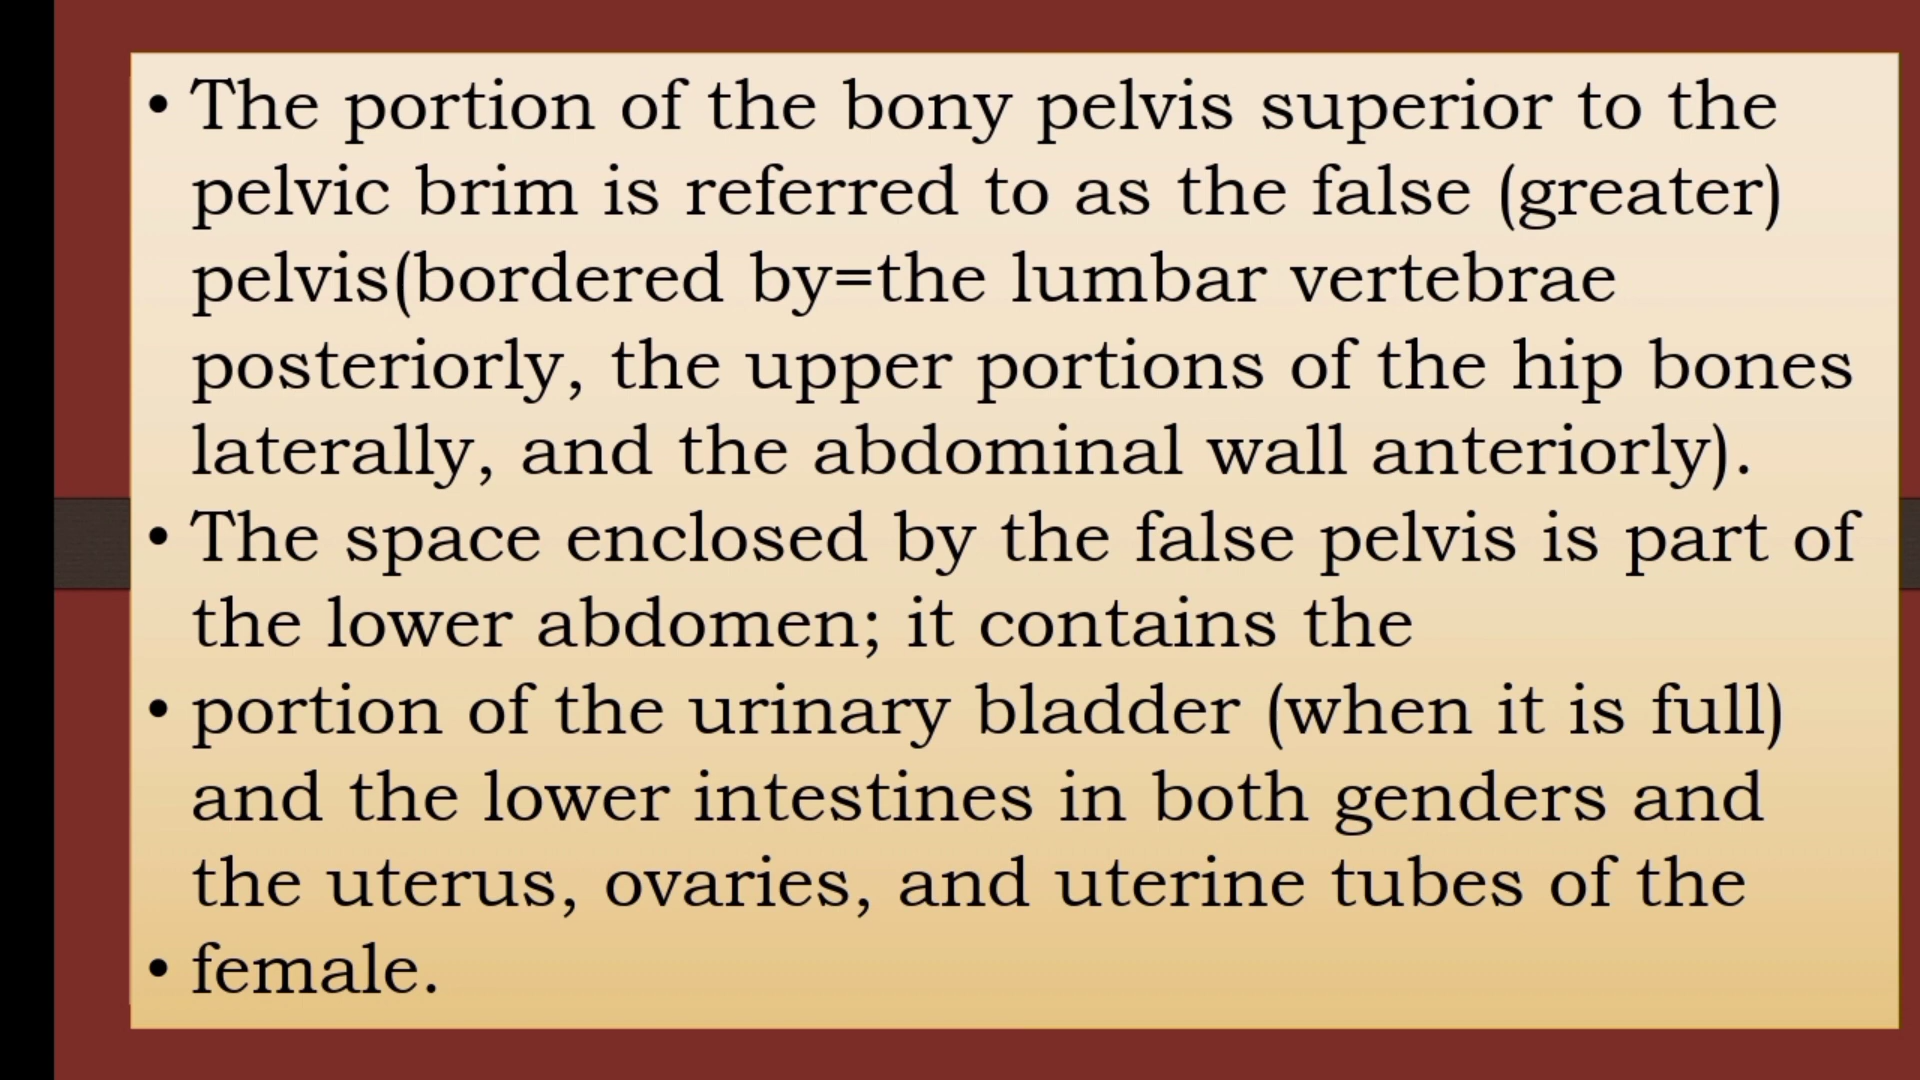 • The portion of the bony pelvis superior to the
pelvic brim is referred to as the false (greater)
pelvis(bordered by=the lumbar vertebrae
posteriorly, the upper portions of the hip bones
laterally, and the abdominal wall anteriorly).
• The space enclosed by the false pelvis is part of
the lower abdomen; it contains the
• portion of the urinary bladder (when it is full)
and the lower intestines in both genders and
the uterus, ovaries, and uterine tubes of the
• female.